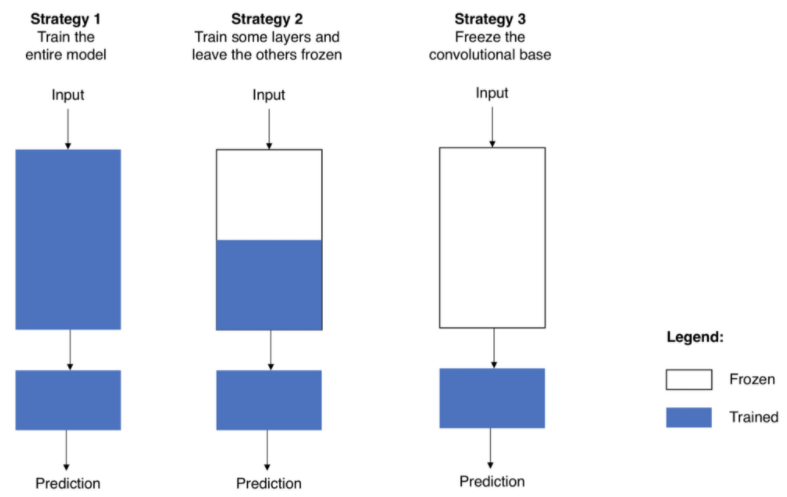 Strategy 1
Train the
entire model
Input
Prediction
Strategy 2
Train some layers and
leave the others frozen
Input
Prediction
Strategy 3
Freeze the
convolutional base
Input
Prediction
Legend:
Frozen
Trained